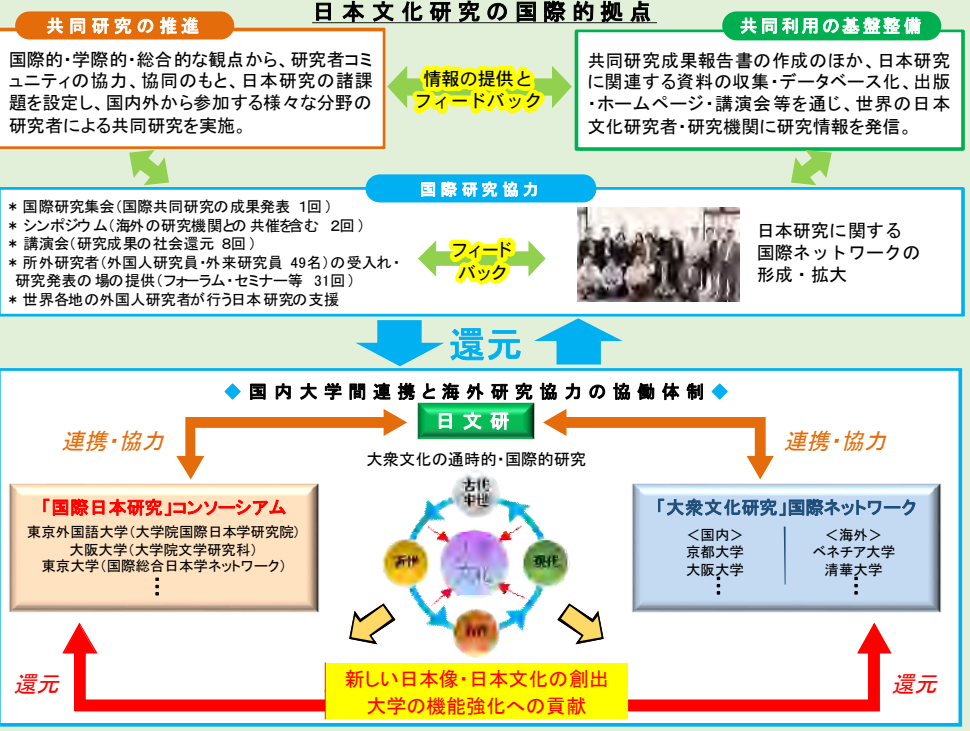 日本文化研究の国際的拠点
共同研究の推進
国際的・学際的・総合的な観点から、研究者コミ
ュニティの協力、協同のもと、日本研究の諸課
題を設定し、国内外から参加する様々な分野の
研究者による共同研究を実施。
情報の提供と
フィードバック
共同利用の基盤整備
共同研究成果報告書の作成のほか、日本研究
に関連する資料の収集・データベース化、出版
・ホームページ・講演会等を通じ、世界の日本
文化研究者・研究機関に研究情報を発信。
国際研究協力
* 国際研究集会(国際共同研究の成果発表 1回)
* シンポジウム(海外の研究機関との共催を含む 2回)
* 講演会(研究成果の社会還元 8回)
* 所外研究者(外国人研究員・外来研究員 49名)の受入れ・
研究発表の場の提供(フォーラム・セミナー等 31回)
* 世界各地の外国人研究者が行う日本研究の支援
フィード
バック
日本研究に関する
国際ネットワークの
形成・拡大
還元
◆国内大学間連携と海外研究協力の協働体制◆
日文研
連携・協力
連携・協力
大衆文化の通時的・国際的研究
「国際日本研究」コンソーシアム
東京外国語大学(大学院国際日本学研究院)
大阪大学(大学院文学研究科)
東京大学(国際総合日本学ネットワーク)
⋮
古代
中世
現代
文化
「大衆文化研究」国際ネットワーク
<国内>
京都大学
大阪大学
⋮
<海外>
ベネチア大学
清華大学
⋮
還元
新しい日本像・日本文化の創出
大学の機能強化への貢献
還元